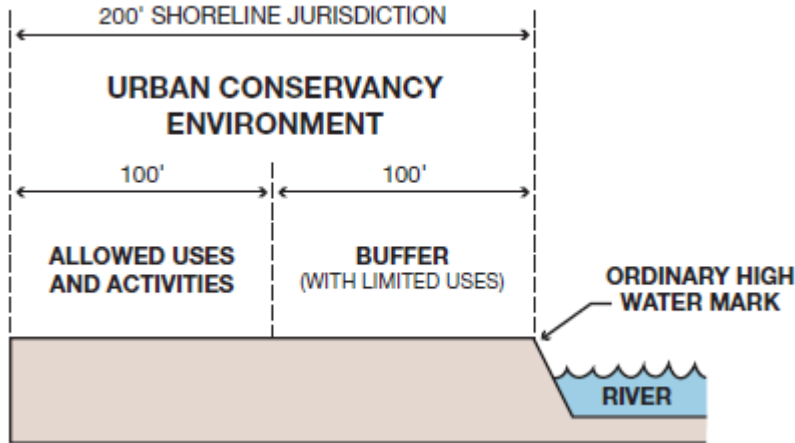 200' SHORELINE JURISDICTION
URBAN CONSERVANCY
ENVIRONMENT
100'
100'
ALLOWED USES
AND ACTIVITIES
BUFFER
(WITH LIMITED USES)
ORDINARY HIGH
WATER MARK
RIVER